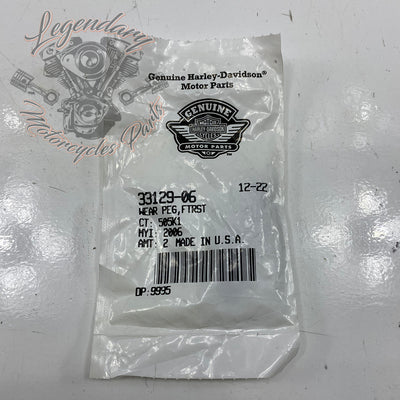 Legendary
Motorcycles Parts
Genuine Harley-Davidson®
Motor Parts
GENUINE
HARLEY-DAVIDSON
MOTOR PARTS
33129-06
12-22
WEAR PEG,FTRST
CT: 505K1
MYI: 2006
AMT: 2 MADE IN U.S.A.
OP:9995